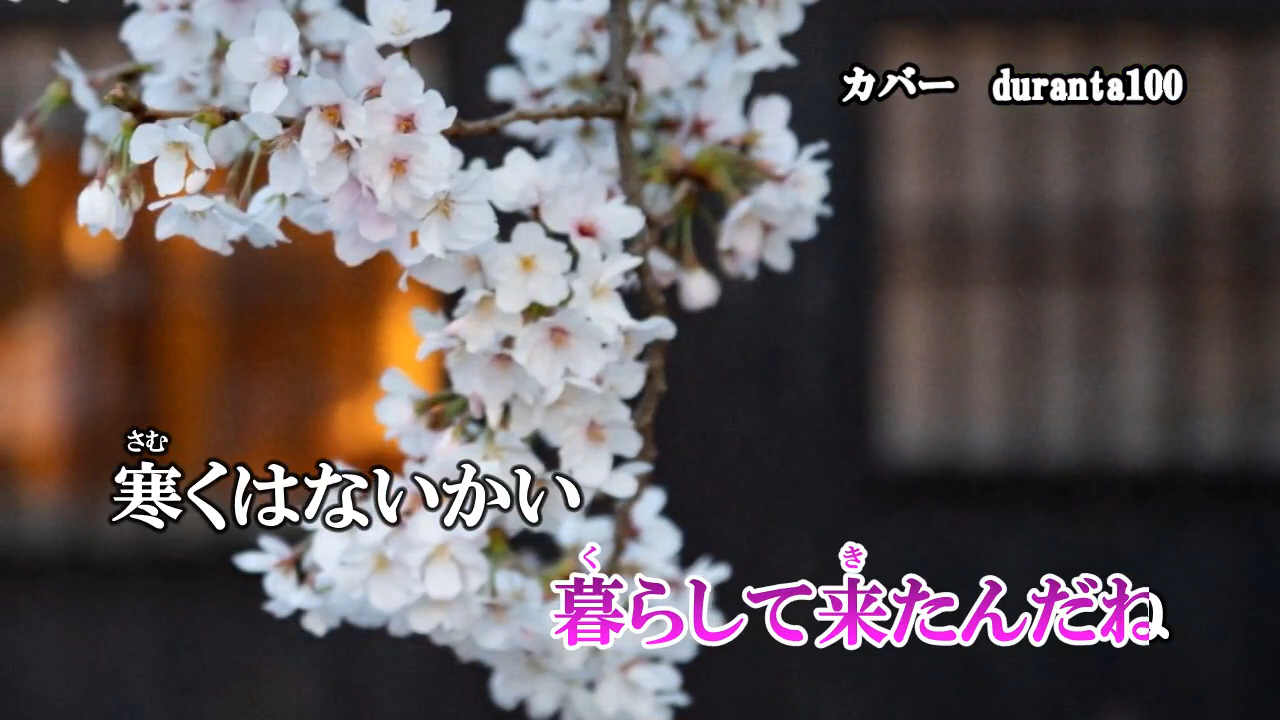 カバー　duranta100
さむ
寒くはないかい
く　き
暮らして来たんだね